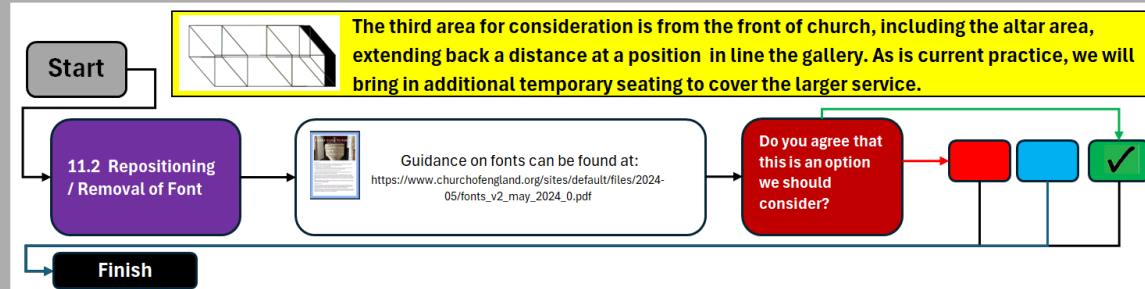 The third area for consideration is from the front of church, including the altar area,
extending back a distance at a position in line the gallery. As is current practice, we will
bring in additional temporary seating to cover the larger service.
Start
11.2 Repositioning
/ Removal of Font
Guidance on fonts can be found at:
https://www.churchofengland.org/sites/default/files/2024-
05/fonts_v2_may_2024_0.pdf
Do you agree that
this is an option
we should
consider?
Finish